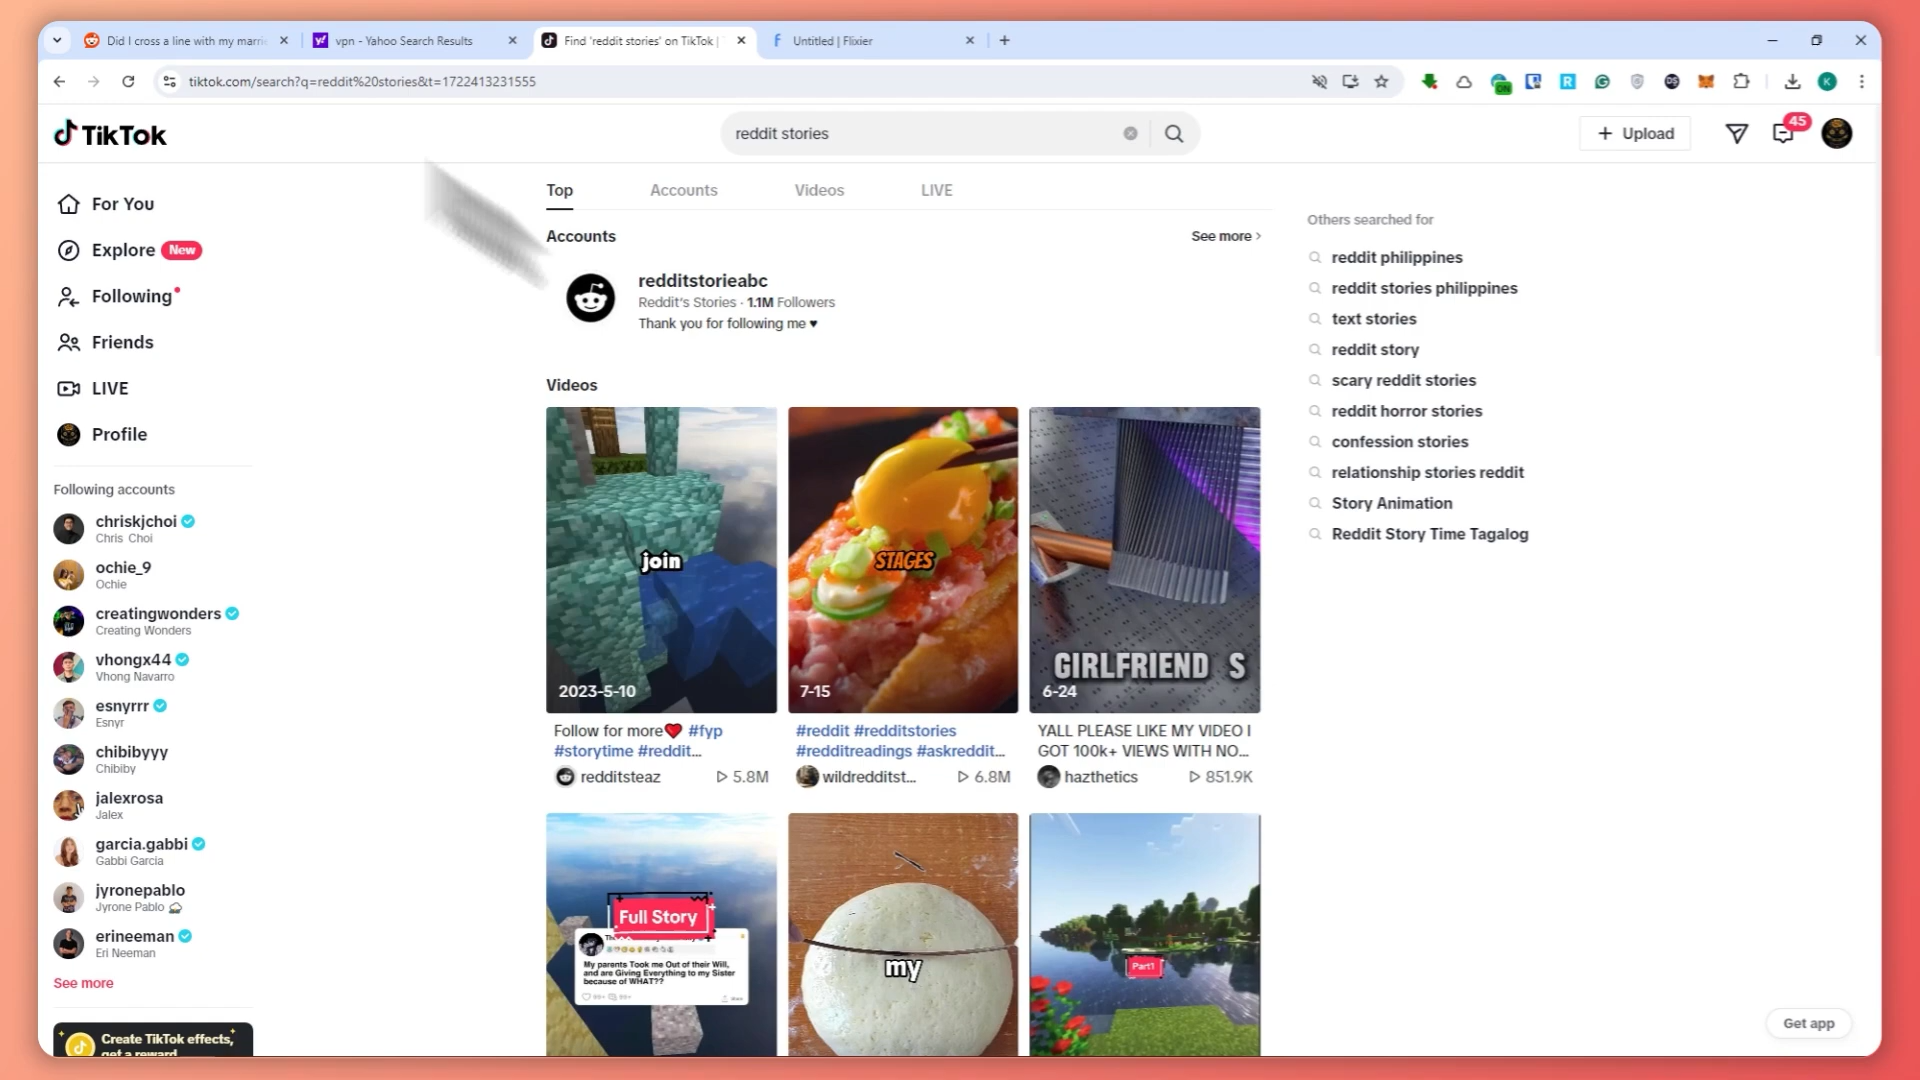 Did I cross a line with my marri
vpn - Yahoo Search Results
Find 'reddit stories' on TikTok |
Untitled | Flixier
tiktok.com/search?q=reddit%20stories&t=1722413231555
ON
R
K
TikTok
reddit stories
Upload
45
For You
Explore New
Following
Friends
LIVE
Profile
Following accounts
chriskjchoi
Chris Choi
ochie_9
Ochie
creatingwonders
Creating Wonders
vhongx44
Vhong Navarro
esnyrrr
Esnyr
chibibyyy
Chibiby
jalexrosa
Jalex
garcia.gabbi
Gabbi Garcia
jyronepablo
Jyrone Pablo
erineeman
Eri Neeman
See more
Create TikTok effects,
get a reward
Top
Accounts
Videos
LIVE
Accounts
See more
redditstorieabc
Reddit's Stories · 1.1M Followers
Thank you for following me ♥
Videos
join
2023-5-10
Follow for more❤️ #fyp
#storytime #reddit...
redditsteaz
5.8M
STAGES
7-15
#reddit #redditstories
#redditreadings #askreddit...
wildredditst...
6.8M
GIRLFRIEND S
6-24
YALL PLEASE LIKE MY VIDEO I
GOT 100k+ VIEWS WITH NO...
hazthetics
851.9K
Full Story
My parents Took me Out of their Will,
and are Giving Everything to my Sister
because of WHAT??
my
Part1
Others searched for
reddit philippines
reddit stories philippines
text stories
reddit story
scary reddit stories
reddit horror stories
confession stories
relationship stories reddit
Story Animation
Reddit Story Time Tagalog
Get app